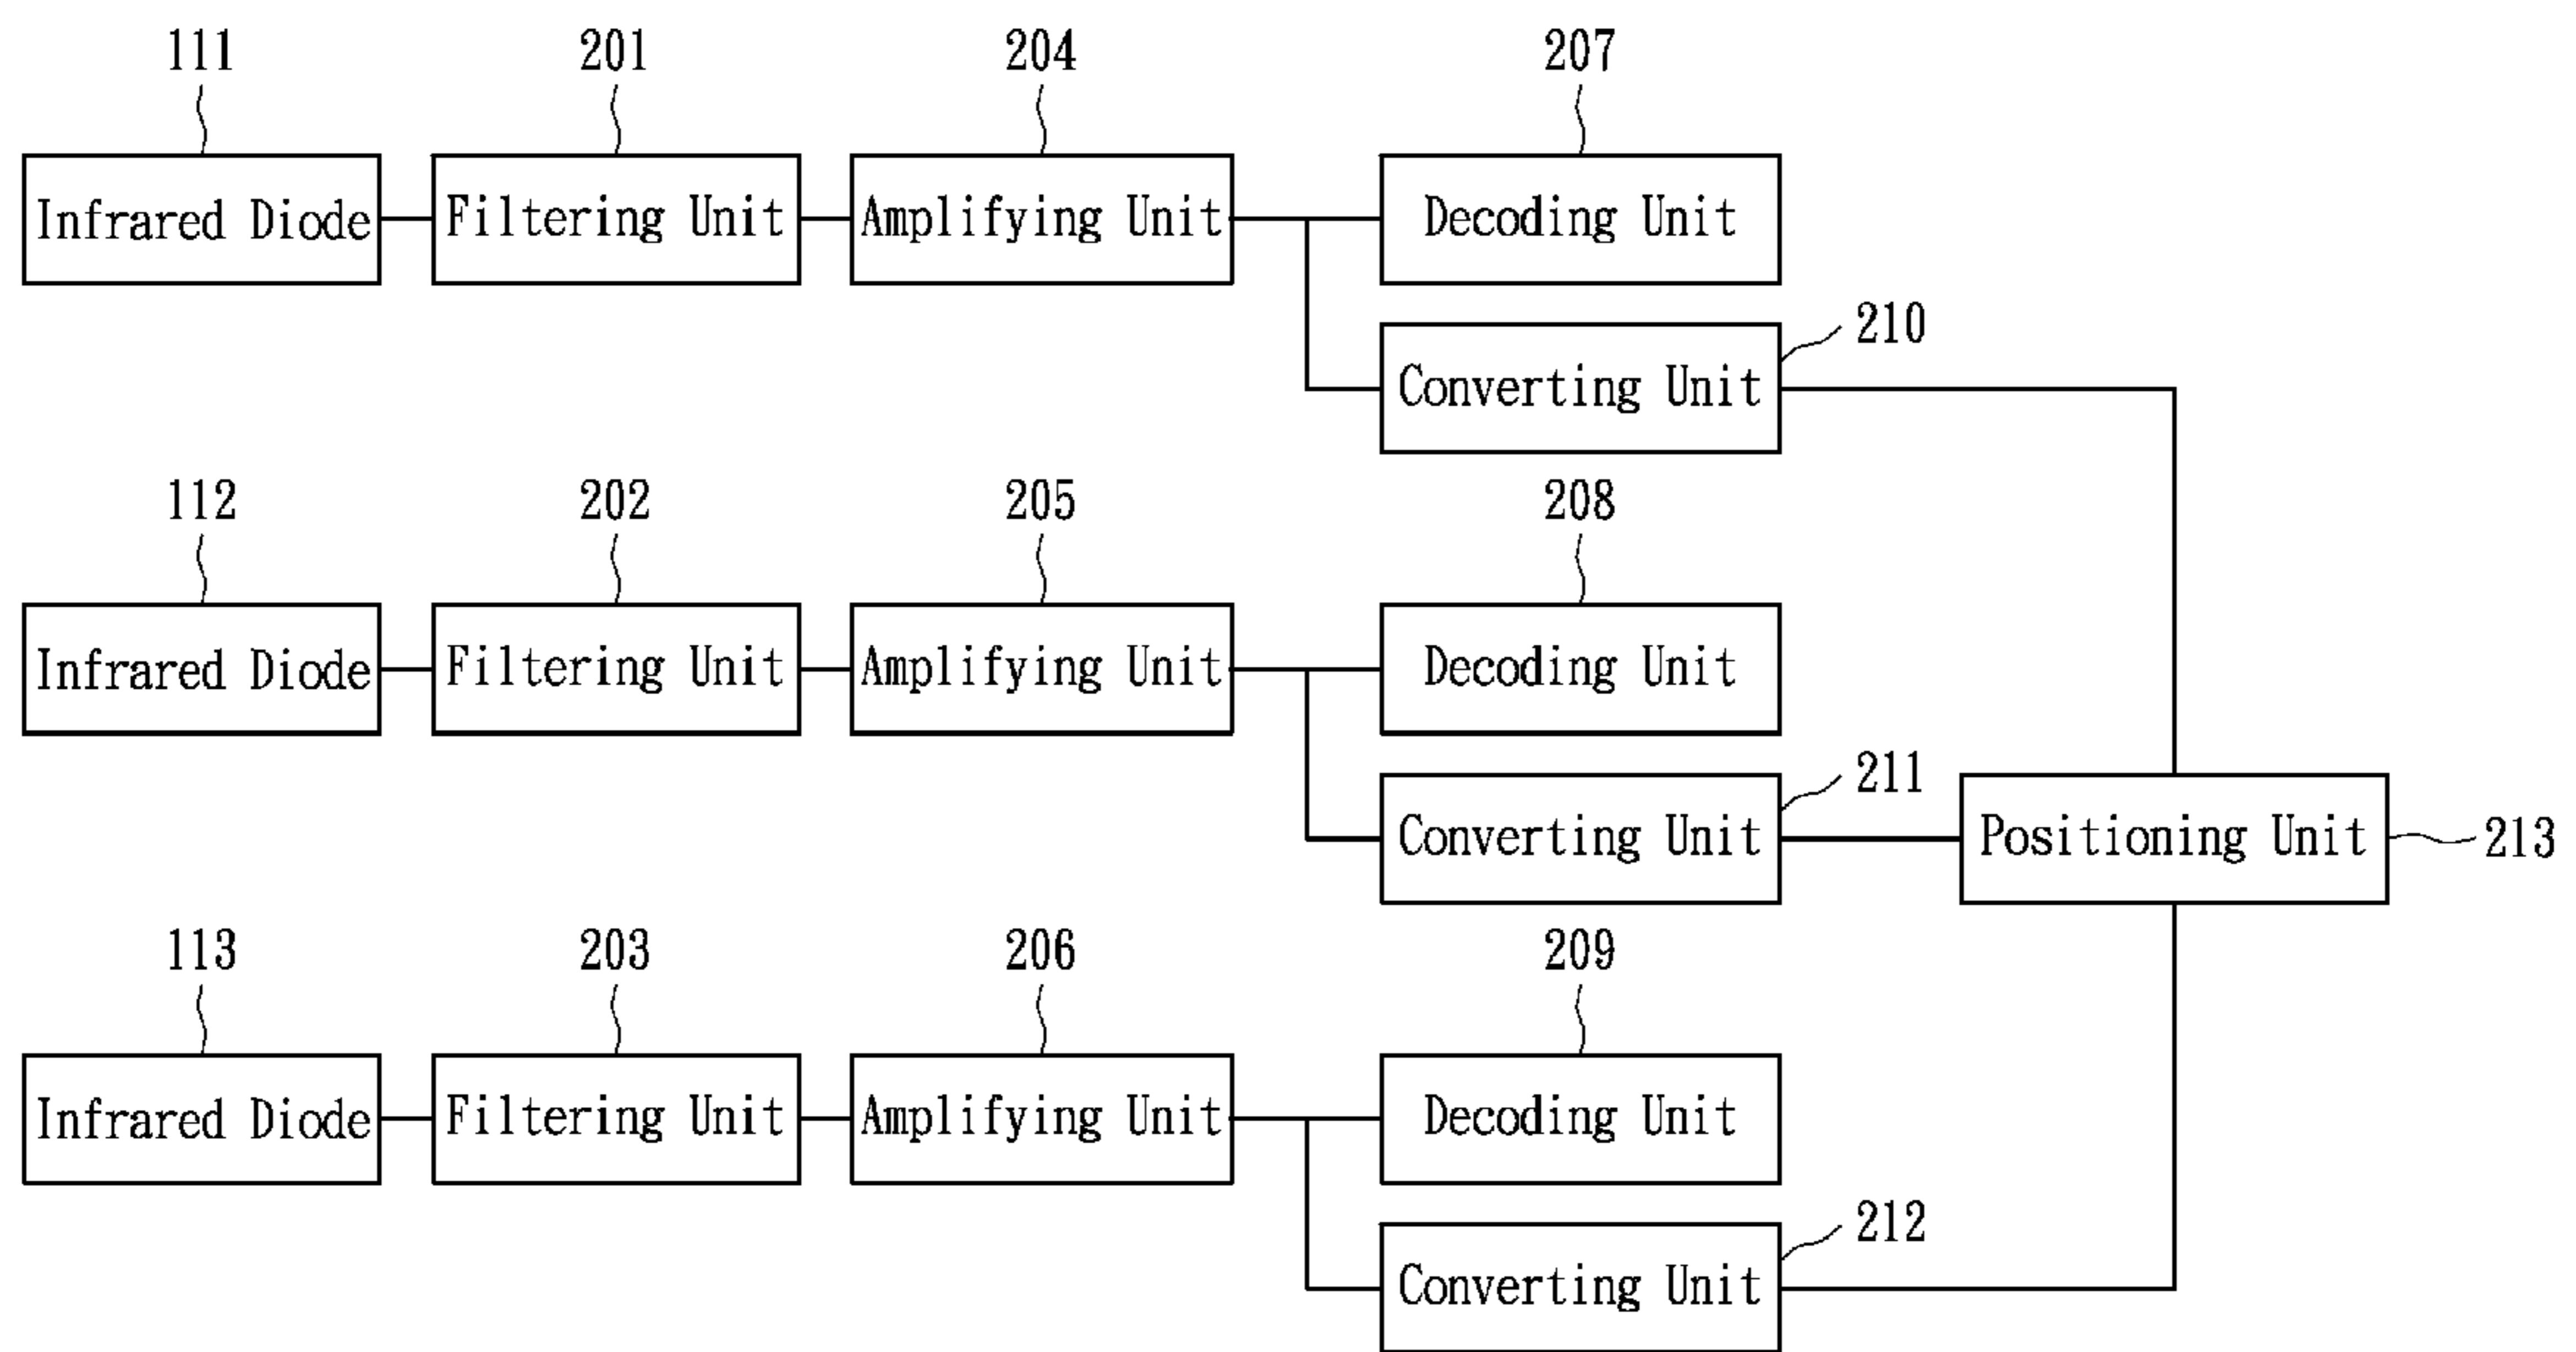 111 201 204 207
Infrared Diode Filtering Unit Amplifying Unit Decoding Unit
210
Converting Unit
112 202 205 208
Infrared Diode Filtering Unit Amplifying Unit Decoding Unit
211
Converting Unit Positioning Unit 213
113 203 206 209
Infrared Diode Filtering Unit Amplifying Unit Decoding Unit
212
Converting Unit